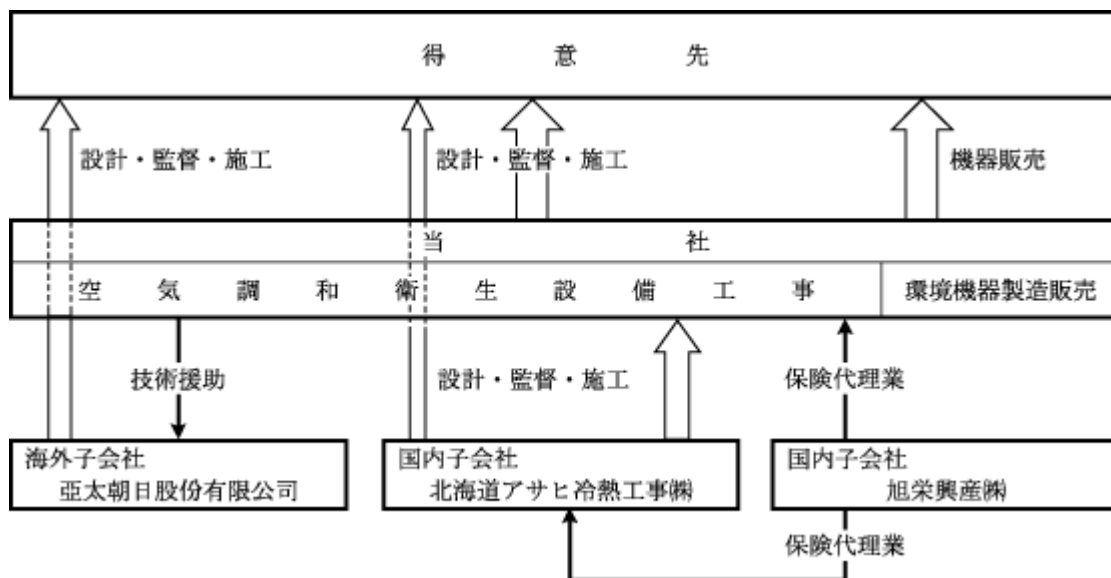 得意先
設計・監督・施工
設計・監督・施工
機器販売
当社
空気調和衛生設備工事
環境機器製造販売
技術援助
設計・監督・施工
保険代理業
海外子会社
亞太朝日股份有限公司
国内子会社
北海道アサヒ冷熱工事㈱
国内子会社
旭栄興産㈱
保険代理業